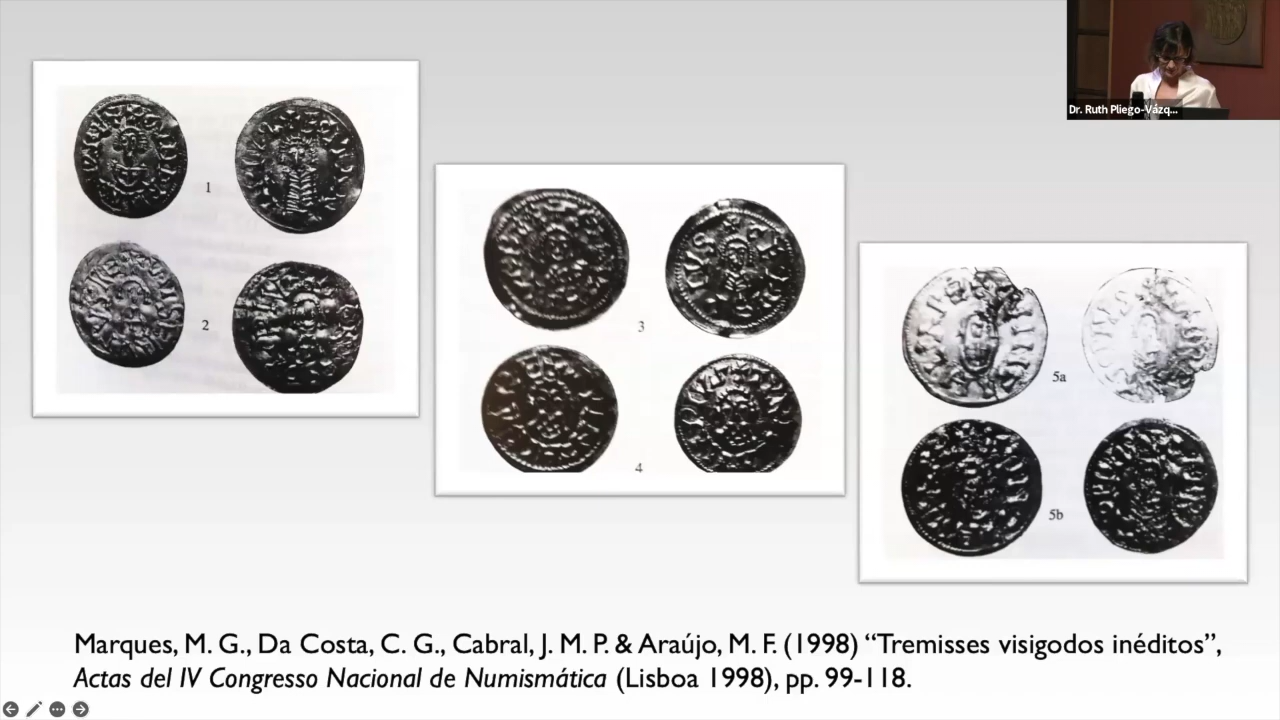 Dr. Ruth Pliego-Vázq...
1
2
3
4
5a
5b
Marques, M. G., Da Costa, C. G., Cabral, J. M. P. & Araújo, M. F. (1998) “Tremisses visigodos inéditos”,
Actas del IV Congresso Nacional de Numismática (Lisboa 1998), pp. 99-118.